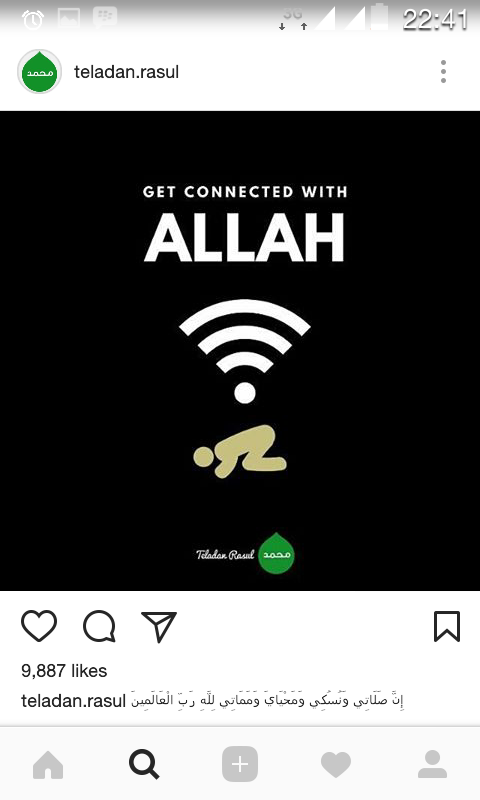 3G
22:41
محمد
teladan.rasul
GET CONNECTED WITH
ALLAH
Teladan Rasul
محمد
9,887 likes
teladan.rasul إِنَّ صَلَاتِي وَنُسُكِي وَمَحْيَايَ وَمَمَاتِي لِلَّهِ رَبِّ الْعَالَمِينَ